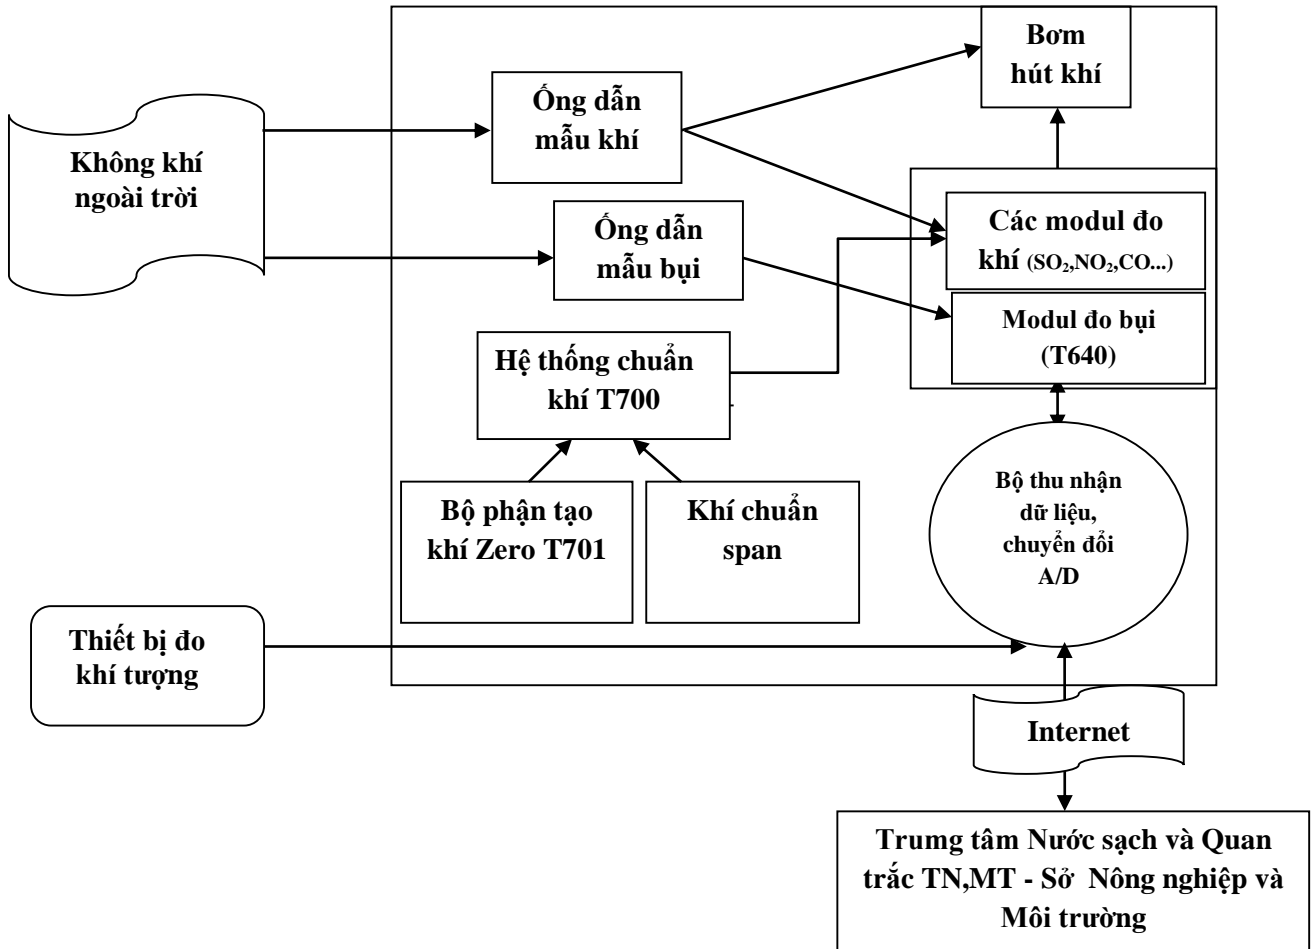 Bơm
hút khí
Ống dẫn
mẫu khí
Không khí
ngoài trời
Các modul đo
khí (SO₂,NO₂,CO...)
Ống dẫn
mẫu bụi
Modul đo bụi
(T640)
Hệ thống chuẩn
khí T700
Bộ phận tạo
khí Zero T701
Khí chuẩn
span
Bộ thu nhận
dữ liệu,
chuyển đổi
A/D
Thiết bị đo
khí tượng
Internet
Trumg tâm Nước sạch và Quan
trắc TN,MT - Sở Nông nghiệp và
Môi trường